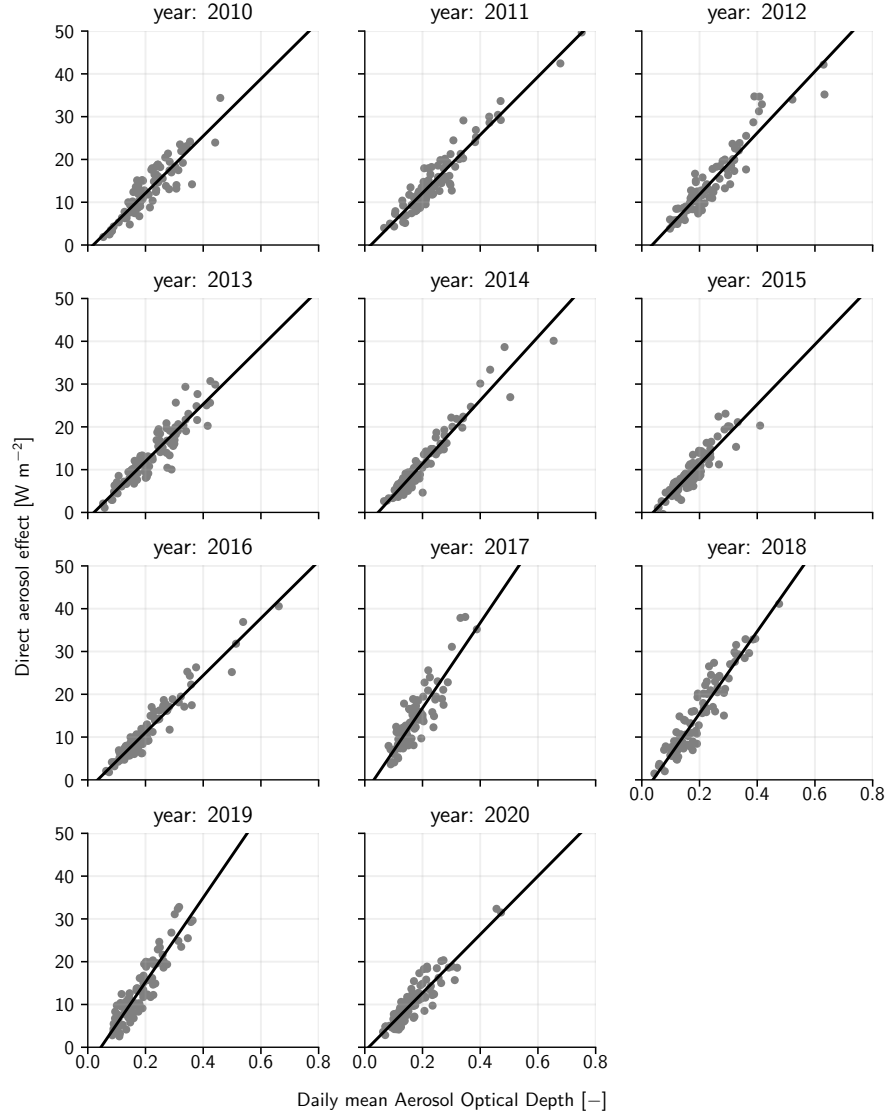 year: 2010
year: 2011
year: 2012
50
40
30
20
10
0
year: 2013
year: 2014
year: 2015
50
40
30
20
10
0
Direct aerosol effect [W m−2]
year: 2016
year: 2017
year: 2018
50
40
30
20
10
0
0.0 0.2 0.4 0.6 0.8
year: 2019
year: 2020
50
40
30
20
10
0
0.0 0.2 0.4 0.6 0.8
0.0 0.2 0.4 0.6 0.8
Daily mean Aerosol Optical Depth [−]